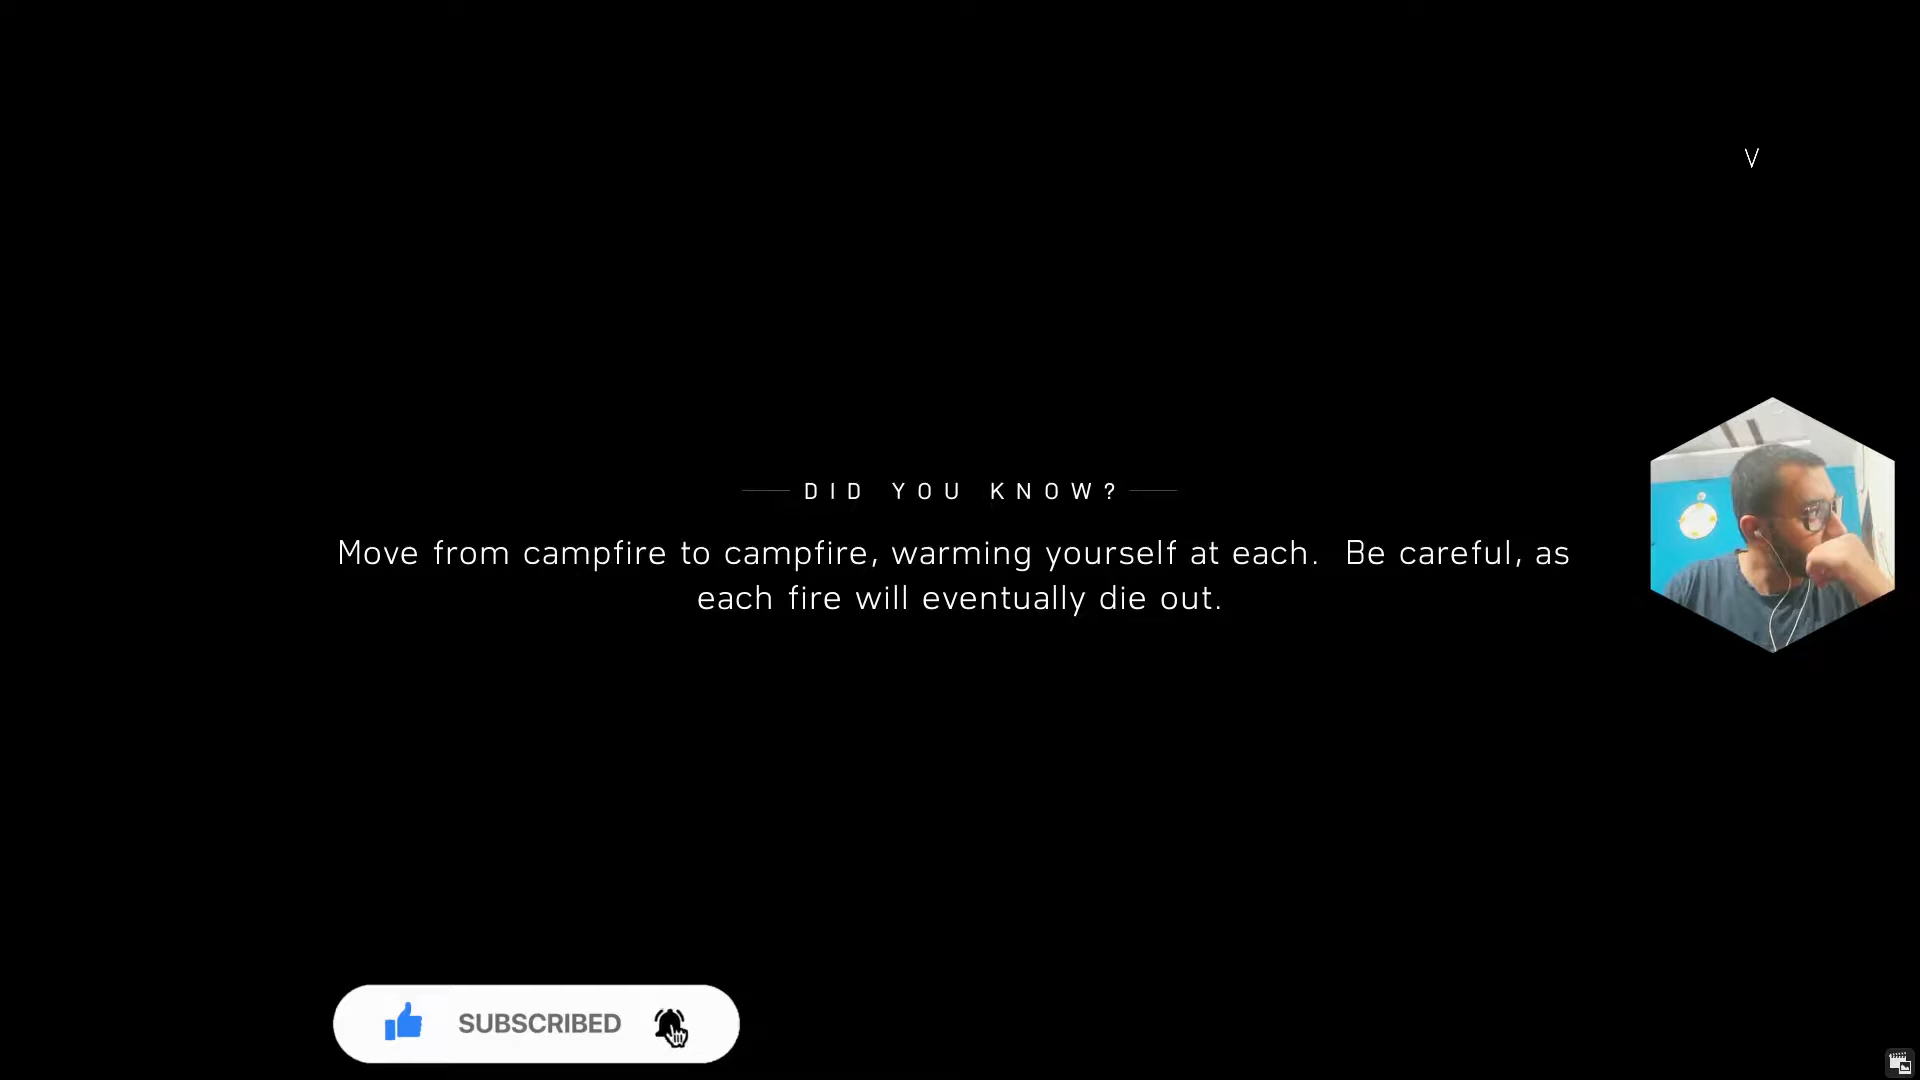 V
DID YOU KNOW?
Move from campfire to campfire, warming yourself at each.  Be careful, as
each fire will eventually die out.
SUBSCRIBED